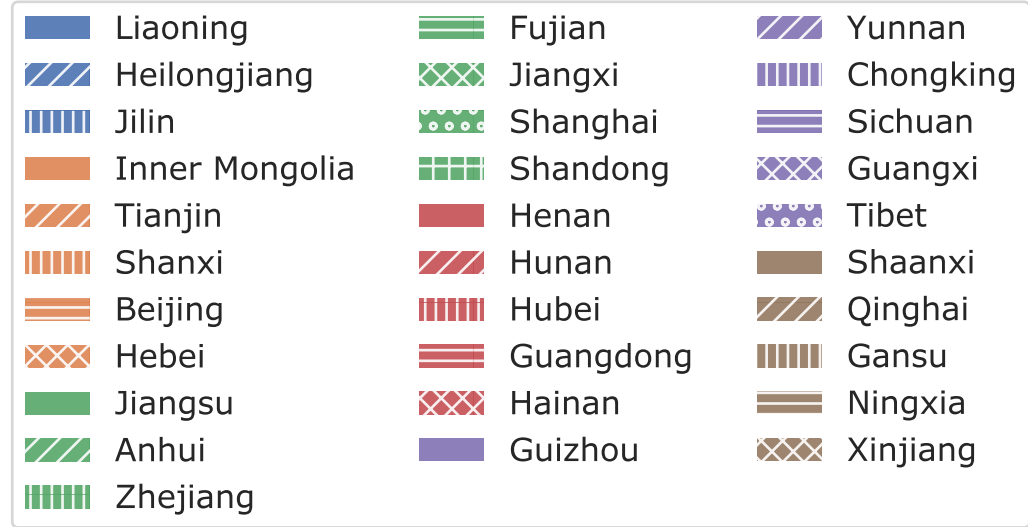 Liaoning
Heilongjiang
Jilin
Inner Mongolia
Tianjin
Shanxi
Beijing
Hebei
Jiangsu
Anhui
Zhejiang
Fujian
Jiangxi
Shanghai
Shandong
Henan
Hunan
Hubei
Guangdong
Hainan
Guizhou
Yunnan
Chongking
Sichuan
Guangxi
Tibet
Shaanxi
Qinghai
Gansu
Ningxia
Xinjiang